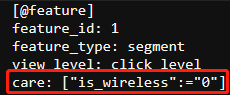 [@feature]
feature_id: 1
feature_type: segment
view_level: click_level
care: ["is_wireless":="0"]